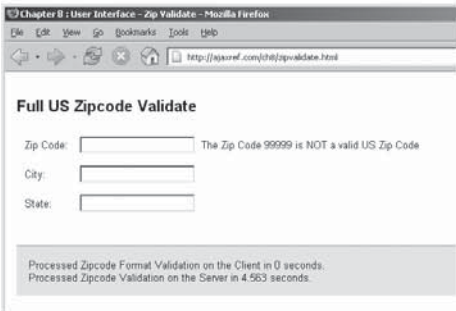 Chapter 8 : User Interface - Zip Validate - Mozilla Firefox
File Edit View Go Bookmarks Tools Help
http://ajaxref.com/ch8/zipvalidate.html
Full US Zipcode Validate
Zip Code: The Zip Code 99999 is NOT a valid US Zip Code
City:
State:
Processed Zipcode Format Validation on the Client in 0 seconds.
Processed Zipcode Validation on the Server in 4.563 seconds.